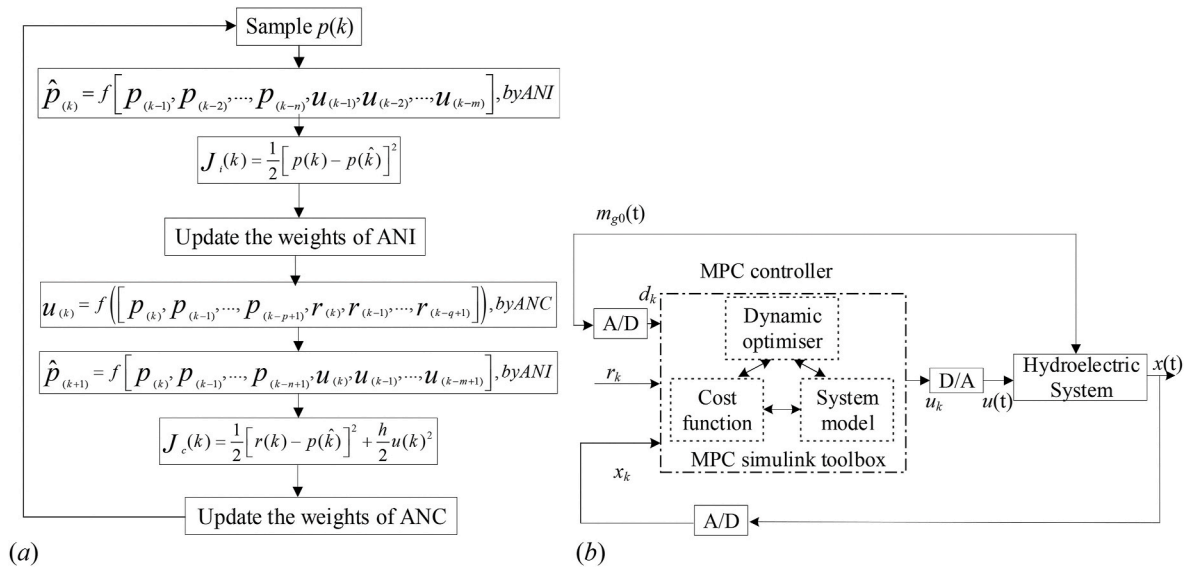 Sample p(k)
p̂(k) = f[p(k-1), p(k-2),..., p(k-n), u(k-1), u(k-2),..., u(k-m)], byANI
J i(k) = 1/2[p(k) − p(k̂)]²
Update the weights of ANI
u(k) = f([p(k), p(k-1),..., p(k-p+1), r(k), r(k-1),..., r(k-q+1)]), byANC
p̂(k+1) = f[p(k), p(k-1),..., p(k-n+1), u(k), u(k-1),..., u(k-m+1)], byANI
J c(k) = 1/2[r(k) − p(k̂)]² + h/2 u(k)²
Update the weights of ANC
(a)
m_g0(t)
MPC controller
d_k
A/D
Dynamic
optimiser
r_k
Cost
function
System
model
MPC simulink toolbox
x_k
D/A
u_k
u(t)
Hydroelectric
System
x(t)
A/D
(b)